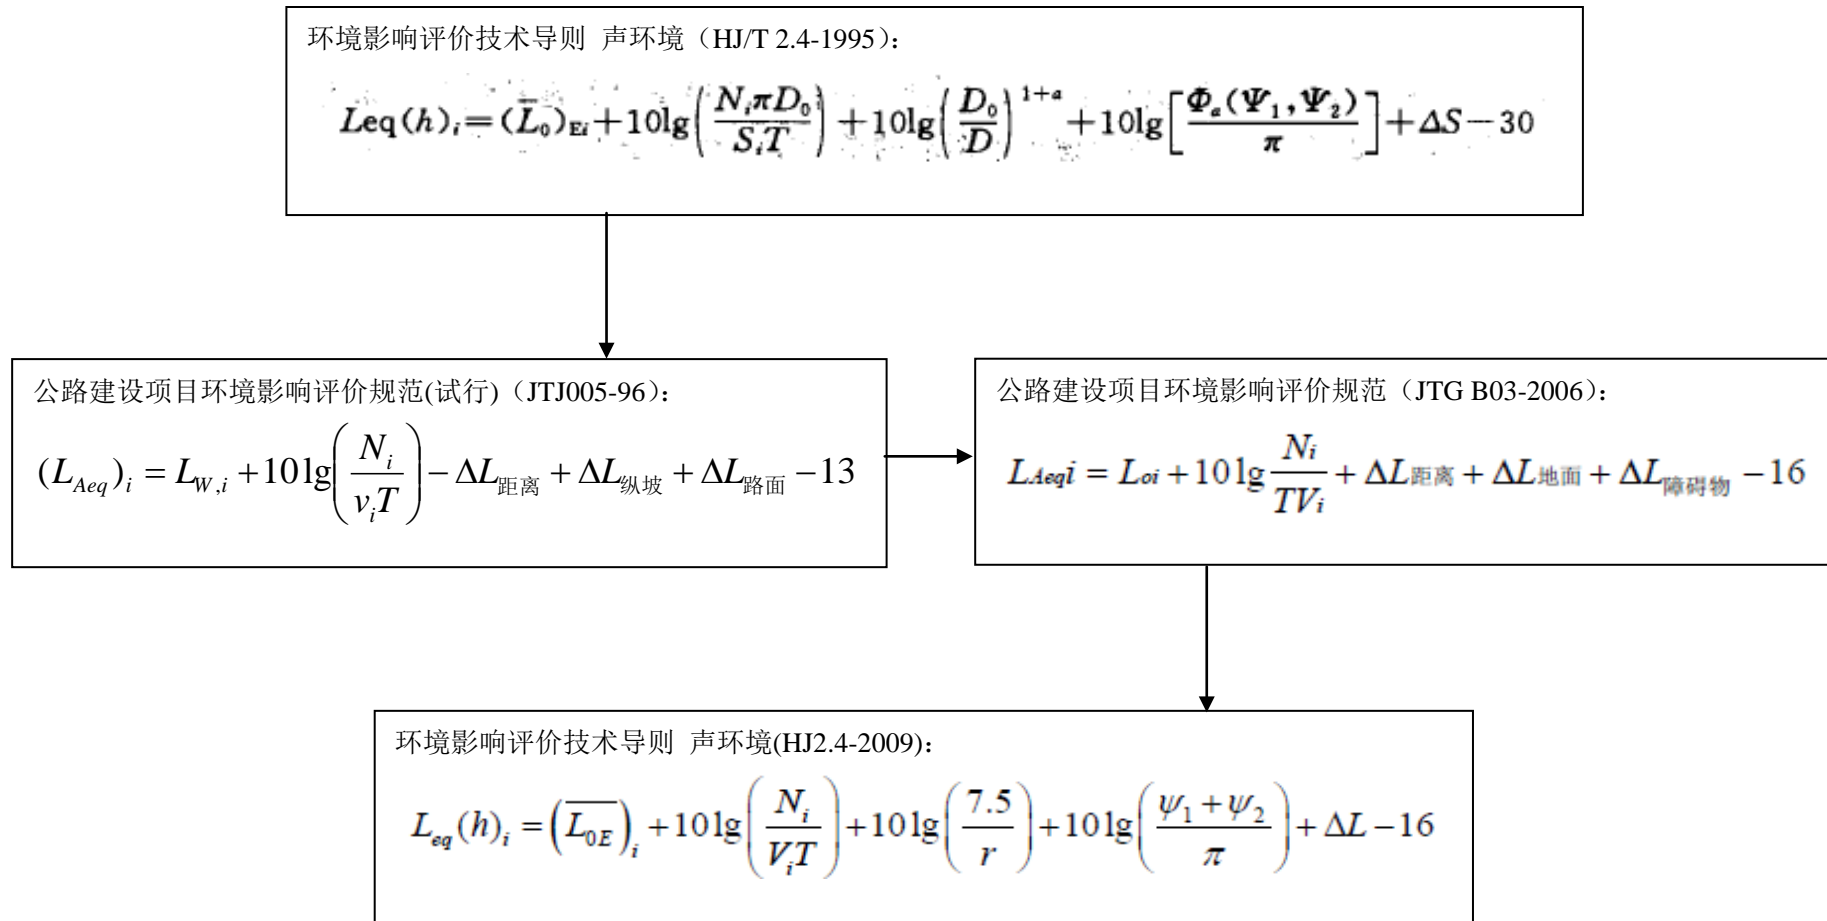 环境影响评价技术导则 声环境（HJ/T 2.4-1995）：
Leq(h)ᵢ=(L̄₀)Eᵢ+10lg(NᵢπD₀/SᵢT)+10lg(D₀/D)^(1+a)+10lg[Φₐ(Ψ₁,Ψ₂)/π]+ΔS−30
公路建设项目环境影响评价规范(试行)（JTJ005-96）：
(L_Aeq)ᵢ = L_W,i + 10lg(Nᵢ/vᵢT) − ΔL距离 + ΔL纵坡 + ΔL路面 − 13
公路建设项目环境影响评价规范（JTG B03-2006）：
L_Aeq i = L_oi + 10lg Nᵢ/TVᵢ + ΔL距离 + ΔL地面 + ΔL障碍物 − 16
环境影响评价技术导则 声环境(HJ2.4-2009)：
L_eq(h)ᵢ = (L̅₀E̅)ᵢ + 10lg(Nᵢ/VᵢT) + 10lg(7.5/r) + 10lg((ψ₁+ψ₂)/π) + ΔL − 16